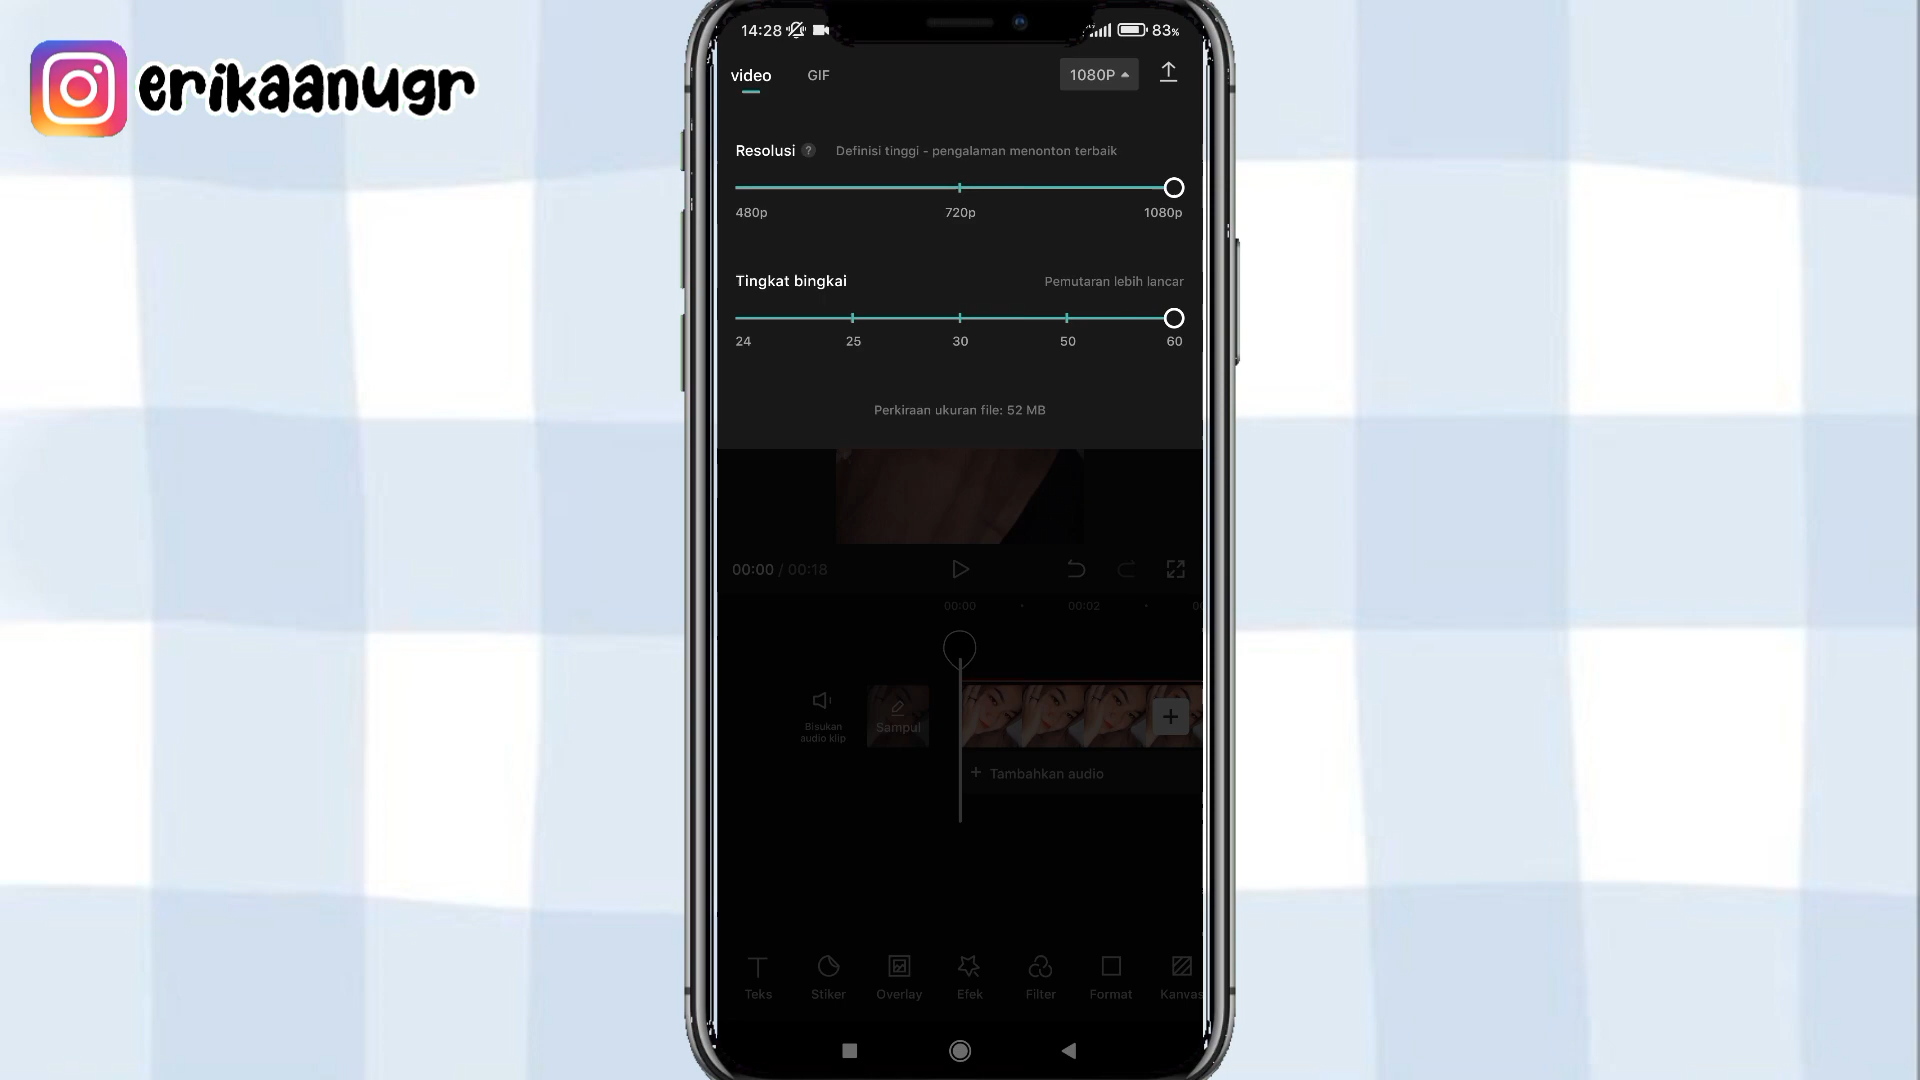 erikaanugr
14:28 83%
video GIF 1080P
Resolusi ? Definisi tinggi - pengalaman menonton terbaik
480p 720p 1080p
Tingkat bingkai Pemutaran lebih lancar
24 25 30 50 60
Perkiraan ukuran file: 52 MB
00:00 / 00:18
00:00 00:02
Bisukan
audio klip
Sampul
+ Tambahkan audio
Teks Stiker Overlay Efek Filter Format Kanvas